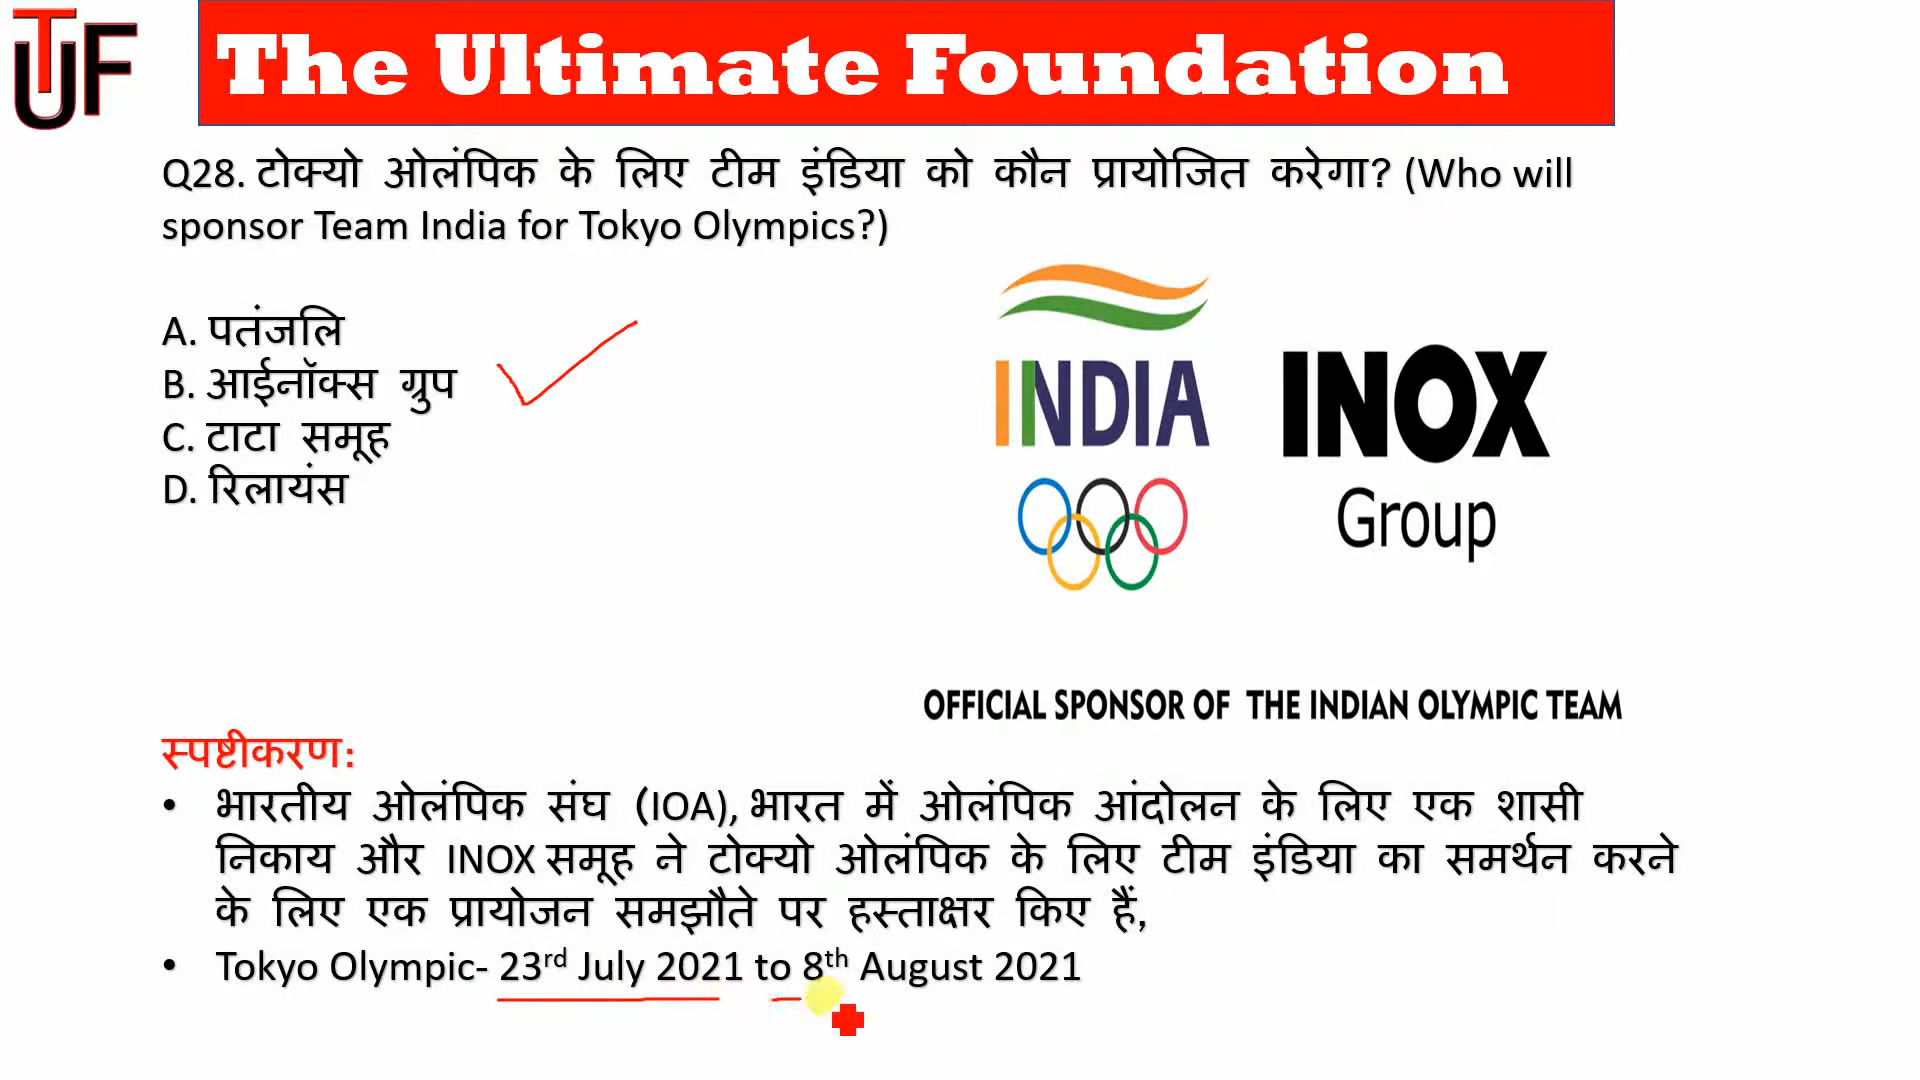 TUF
The Ultimate Foundation
Q28. टोक्यो ओलंपिक के लिए टीम इंडिया को कौन प्रायोजित करेगा? (Who will
sponsor Team India for Tokyo Olympics?)
A. पतंजलि
B. आईनॉक्स ग्रुप
C. टाटा समूह
D. रिलायंस
INDIA
INOX
Group
OFFICIAL SPONSOR OF THE INDIAN OLYMPIC TEAM
स्पष्टीकरण:
• भारतीय ओलंपिक संघ (IOA), भारत में ओलंपिक आंदोलन के लिए एक शासी
निकाय और INOX समूह ने टोक्यो ओलंपिक के लिए टीम इंडिया का समर्थन करने
के लिए एक प्रायोजन समझौते पर हस्ताक्षर किए हैं,
• Tokyo Olympic- 23rd July 2021 to 8th August 2021